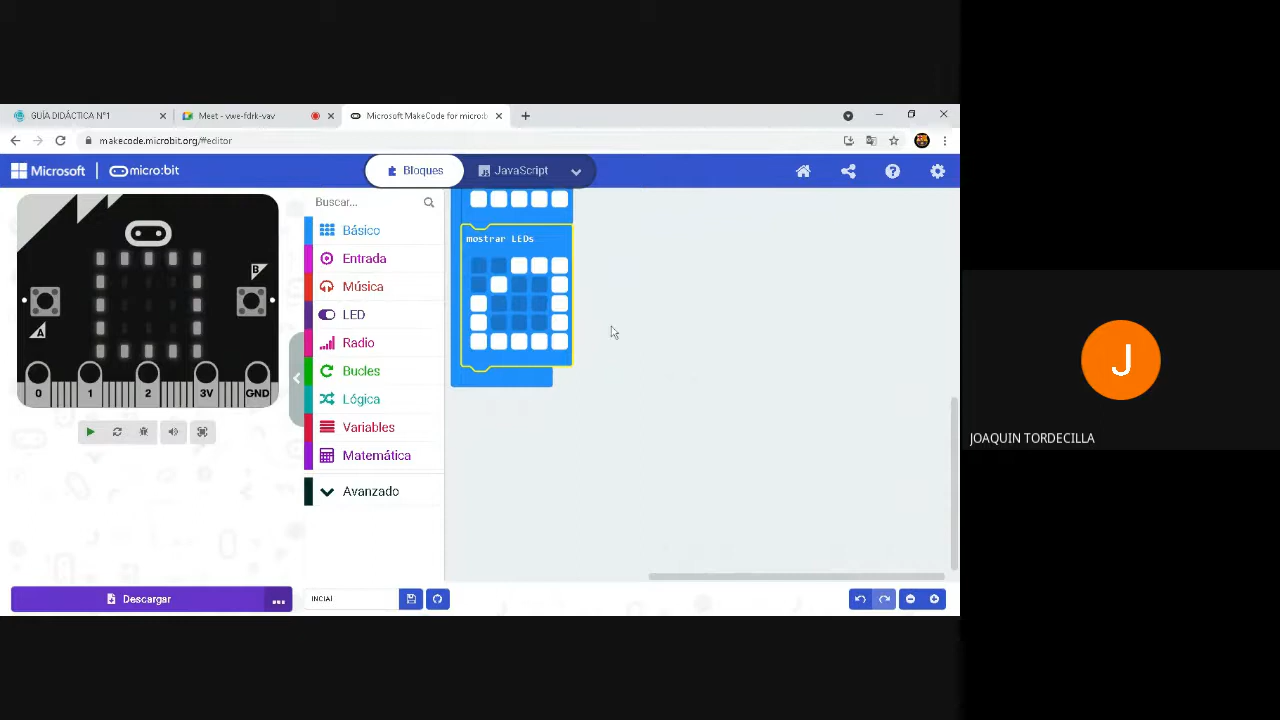 GUÍA DIDÁCTICA N°1
Meet - vwe-fdrk-vav
Microsoft MakeCode for micro:b
makecode.microbit.org/#editor
Microsoft
micro:bit
Bloques
JavaScript
Buscar...
Básico
Entrada
Música
LED
Radio
Bucles
Lógica
Variables
Matemática
Avanzado
mostrar LEDs
A
B
0
1
2
3V
GND
Descargar
...
INCIAl
J
JOAQUIN TORDECILLA